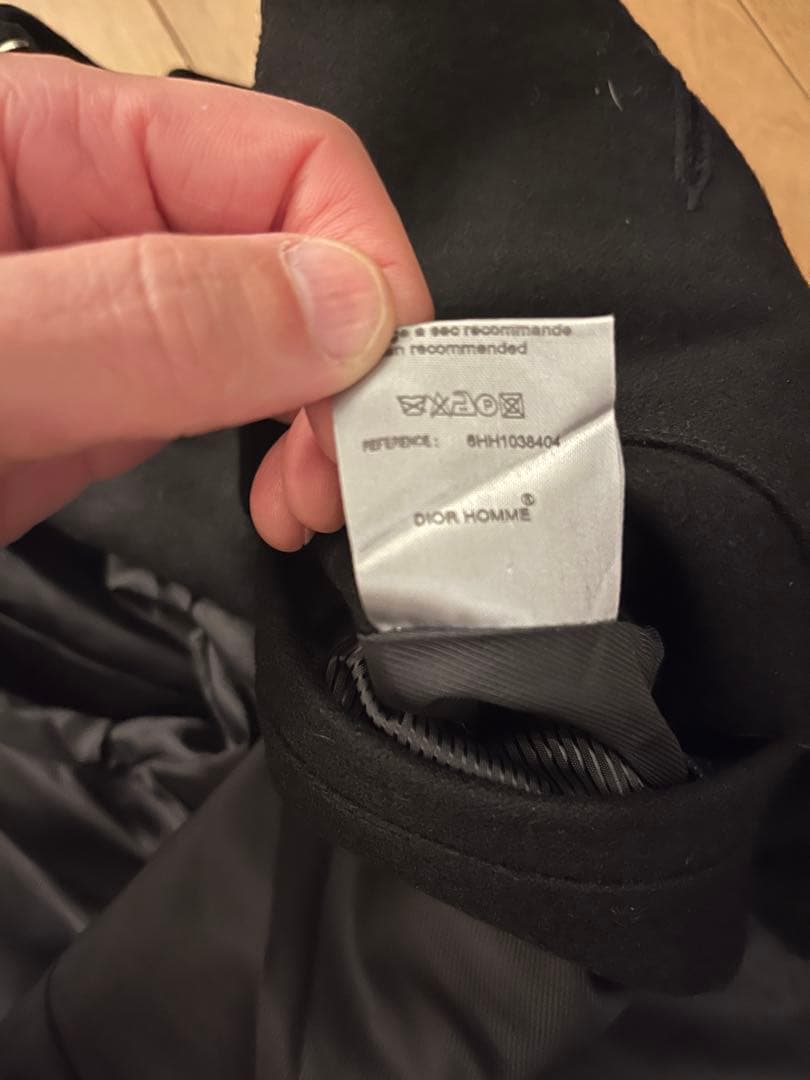 a sec recommande
recommended
P
REFERENCE : 6HH1038404
DIOR HOMME®